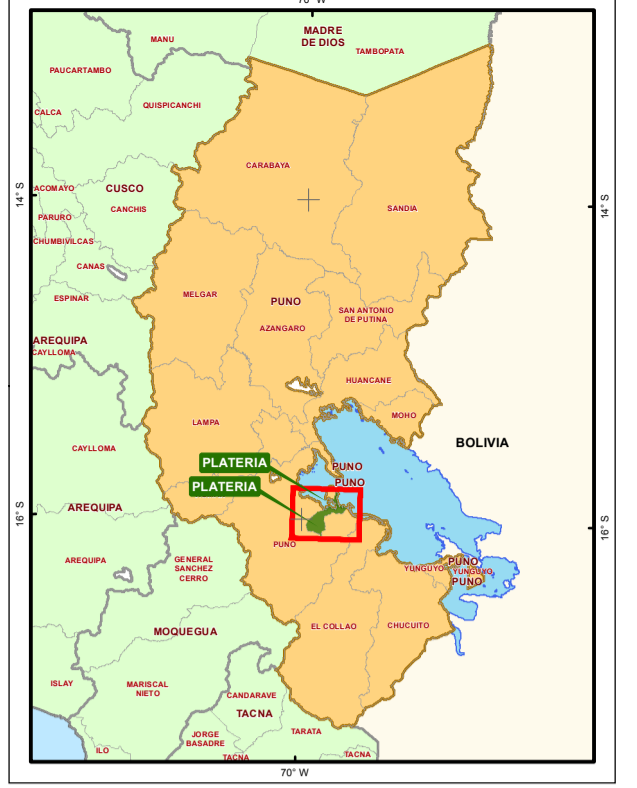 70° W
MADRE
DE DIOS
MANU
TAMBOPATA
PAUCARTAMBO
QUISPICANCHI
CALCA
CARABAYA
ACOMAYO
CUSCO
14° S
14° S
CANCHIS
SANDIA
PARURO
CHUMBIVILCAS
CANAS
ESPINAR
MELGAR
PUNO
SAN ANTONIO
DE PUTINA
AZANGARO
AREQUIPA
CAYLLOMA
HUANCANE
MOHO
LAMPA
BOLIVIA
CAYLLOMA
PLATERIA
PUNO
PLATERIA
PUNO
AREQUIPA
16° S
16° S
PUNO
AREQUIPA
GENERAL
SANCHEZ
CERRO
YUNGUYO
PUNO
YUNGUYO
PUNO
EL COLLAO
CHUCUITO
MOQUEGUA
ISLAY
MARISCAL
NIETO
CANDARAVE
TACNA
JORGE
BASADRE
TARATA
ILO
TACNA
TACNA
70° W